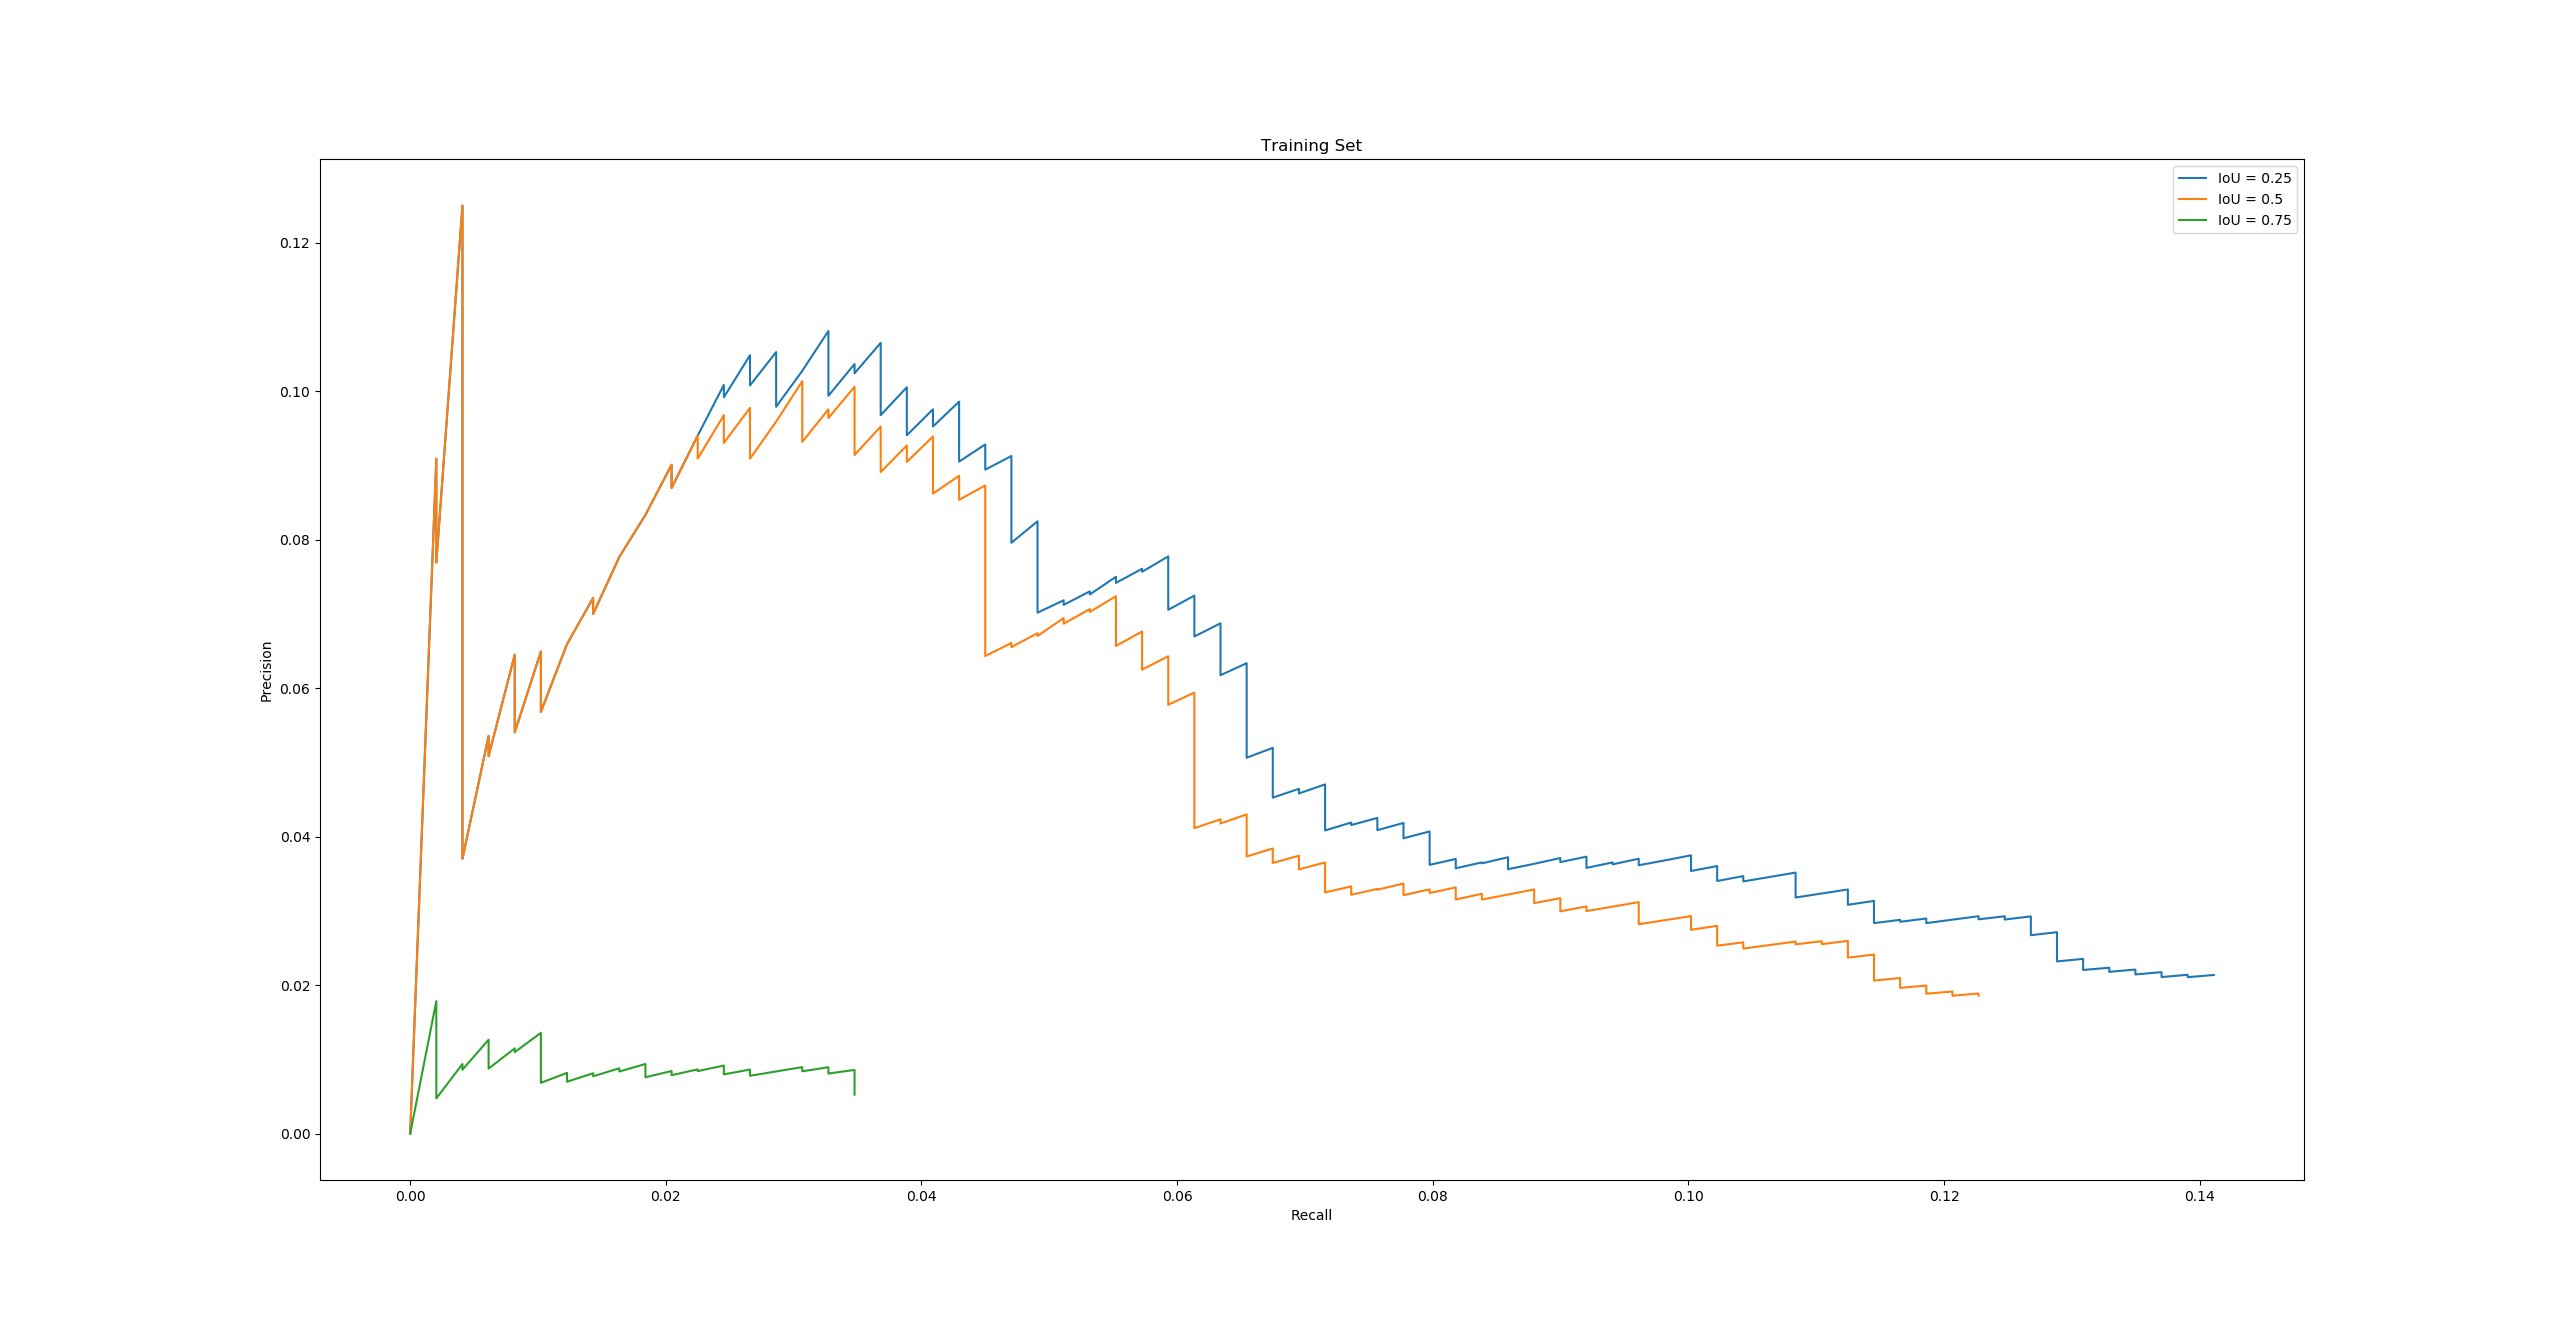 Training Set
IoU = 0.25
IoU = 0.5
IoU = 0.75
Precision
0.12
0.10
0.08
0.06
0.04
0.02
0.00
0.00 0.02 0.04 0.06 0.08 0.10 0.12 0.14
Recall